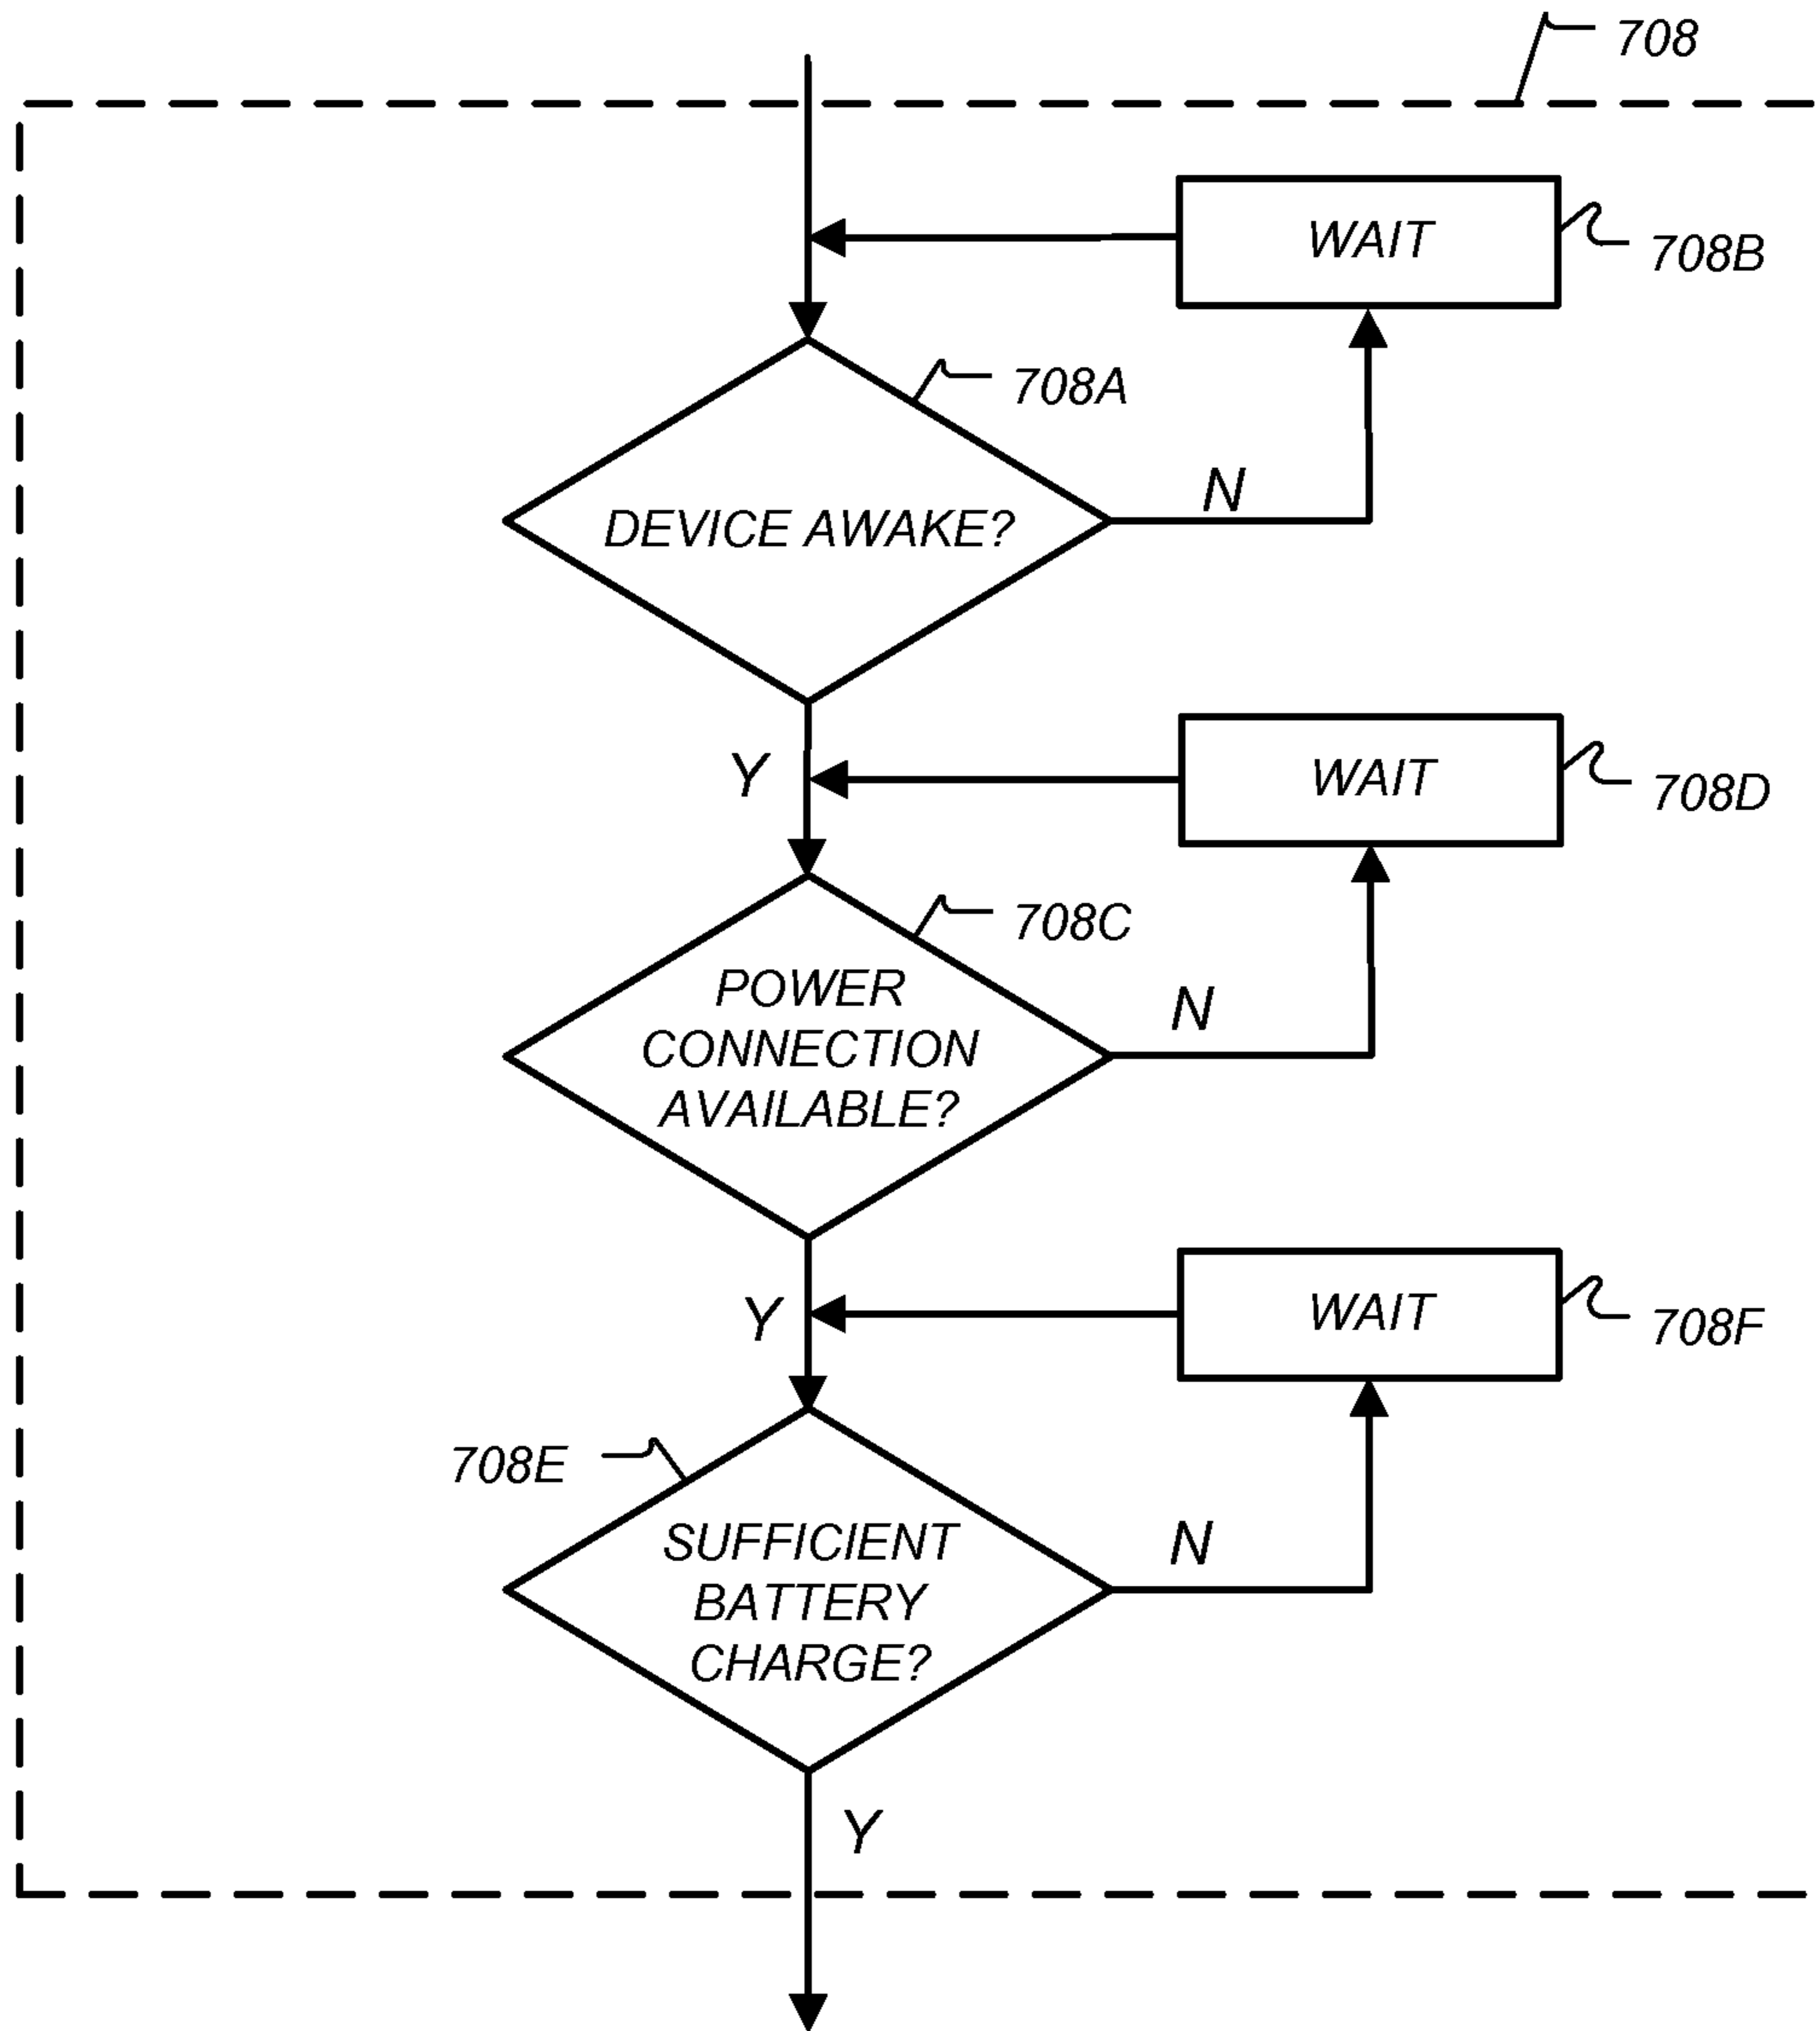 708
WAIT
708B
708A
N
DEVICE AWAKE?
Y
WAIT
708D
708C
POWER
CONNECTION
AVAILABLE?
N
Y
WAIT
708F
708E
SUFFICIENT
BATTERY
CHARGE?
N
Y